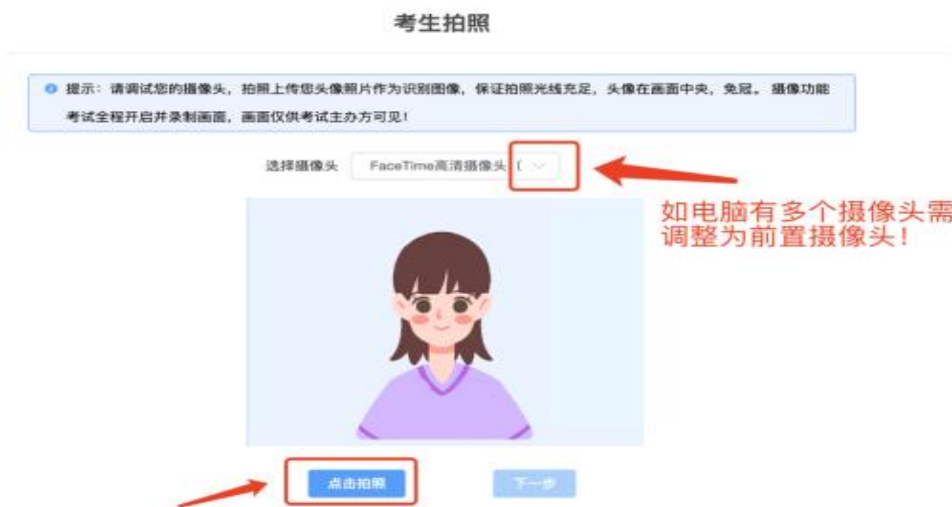 考生拍照
提示：请调试您的摄像头，拍照上传您头像照片作为识别图像，保证拍照光线充足，头像在画面中央，免冠。 摄像功能
考试全程开启并录制画面，画面仅供考试主办方可见！
选择摄像头 FaceTime高清摄像头（
如电脑有多个摄像头需
调整为前置摄像头！
点击拍照 下一步